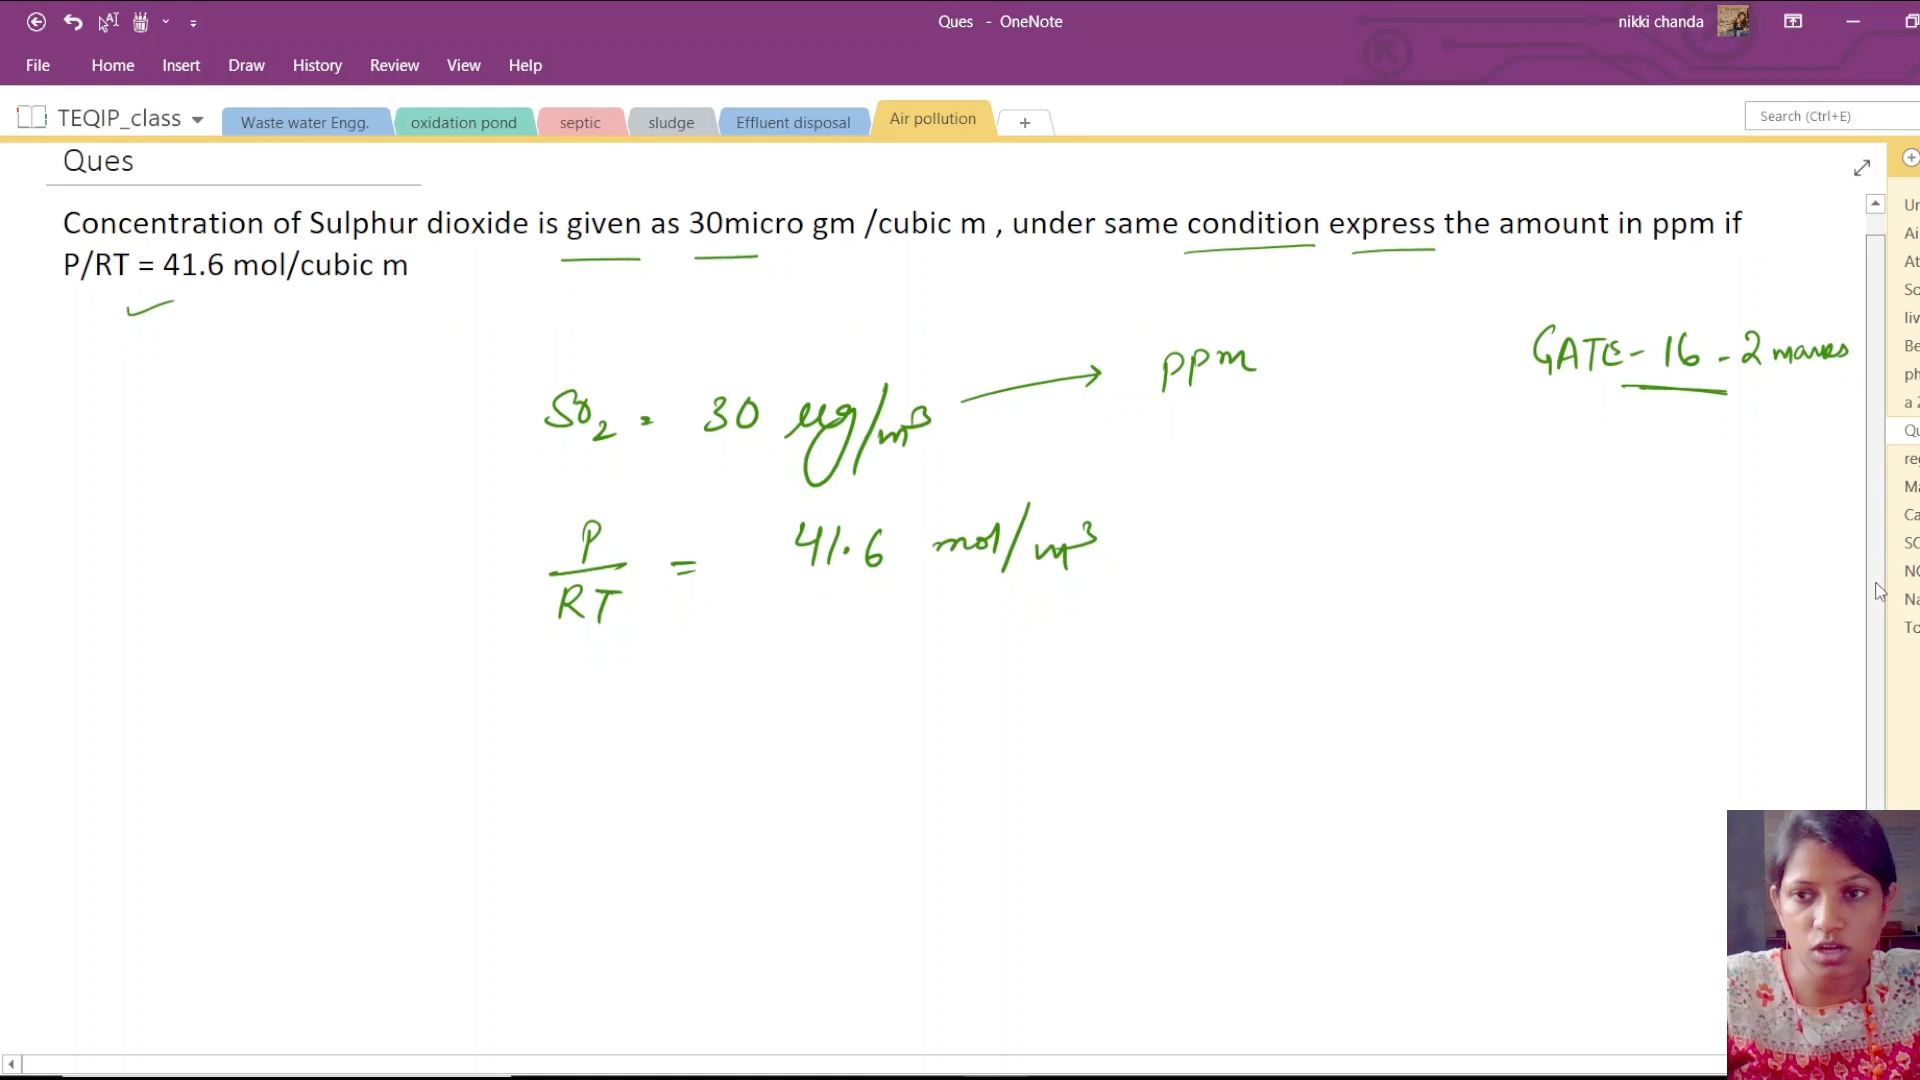 Ques - OneNote
nikki chanda
File Home Insert Draw History Review View Help
TEQIP_class
Waste water Engg. oxidation pond septic sludge Effluent disposal Air pollution +
Search (Ctrl+E)
Ques
Concentration of Sulphur dioxide is given as 30micro gm /cubic m , under same condition express the amount in ppm if
P/RT = 41.6 mol/cubic m
GATE - 16 - 2 marks
SO2 = 30 µg/m³ → ppm
P/RT = 41.6 mol/m³